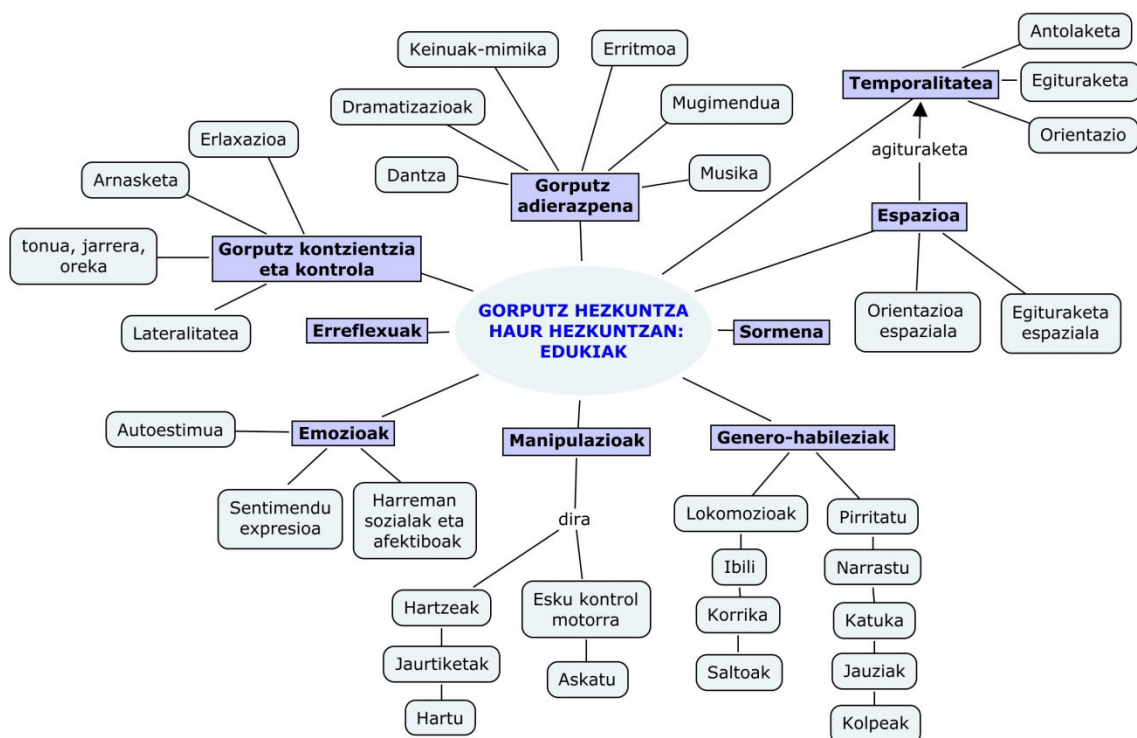 Antolaketa
Keinuak-mimika
Erritmoa
Temporalitatea
Egituraketa
Dramatizazioak
Mugimendua
Orientazio
Erlaxazioa
agituraketa
Arnasketa
Dantza
Gorputz
adierazpena
Musika
Espazioa
tonua, jarrera,
oreka
Gorputz kontzientzia
eta kontrola
GORPUTZ HEZKUNTZA
HAUR HEZKUNTZAN:
EDUKIAK
Orientazioa
espaziala
Egituraketa
espaziala
Lateralitatea
Erreflexuak
Sormena
Autoestimua
Emozioak
Manipulazioak
Genero-habileziak
Sentimendu
expresioa
Harreman
sozialak eta
afektiboak
dira
Lokomozioak
Pirritatu
Ibili
Narrastu
Hartzeak
Esku kontrol
motorra
Korrika
Katuka
Jaurtiketak
Askatu
Saltoak
Jauziak
Hartu
Kolpeak